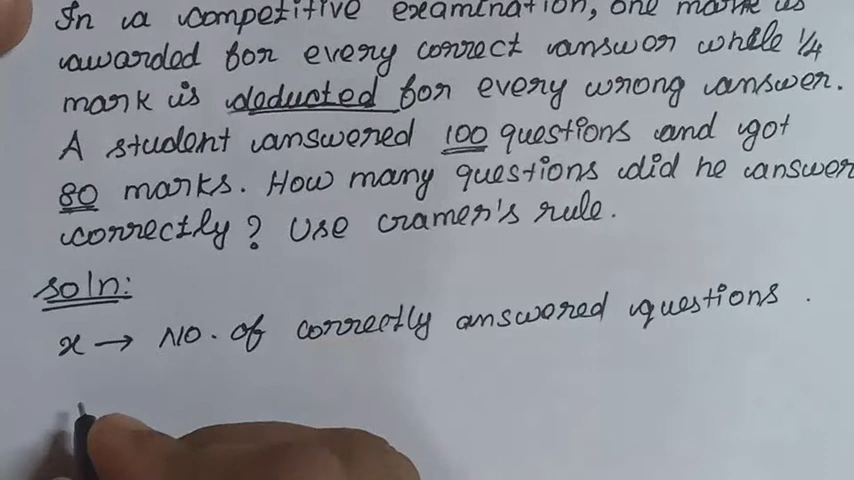 In a competitive examination, one mark is
awarded for every correct answer while 1/4
mark is deducted for every wrong answer.
A student answered 100 questions and got
80 marks. How many questions did he answer
correctly? Use cramer's rule.
Soln:
x → No. of correctly answered questions.